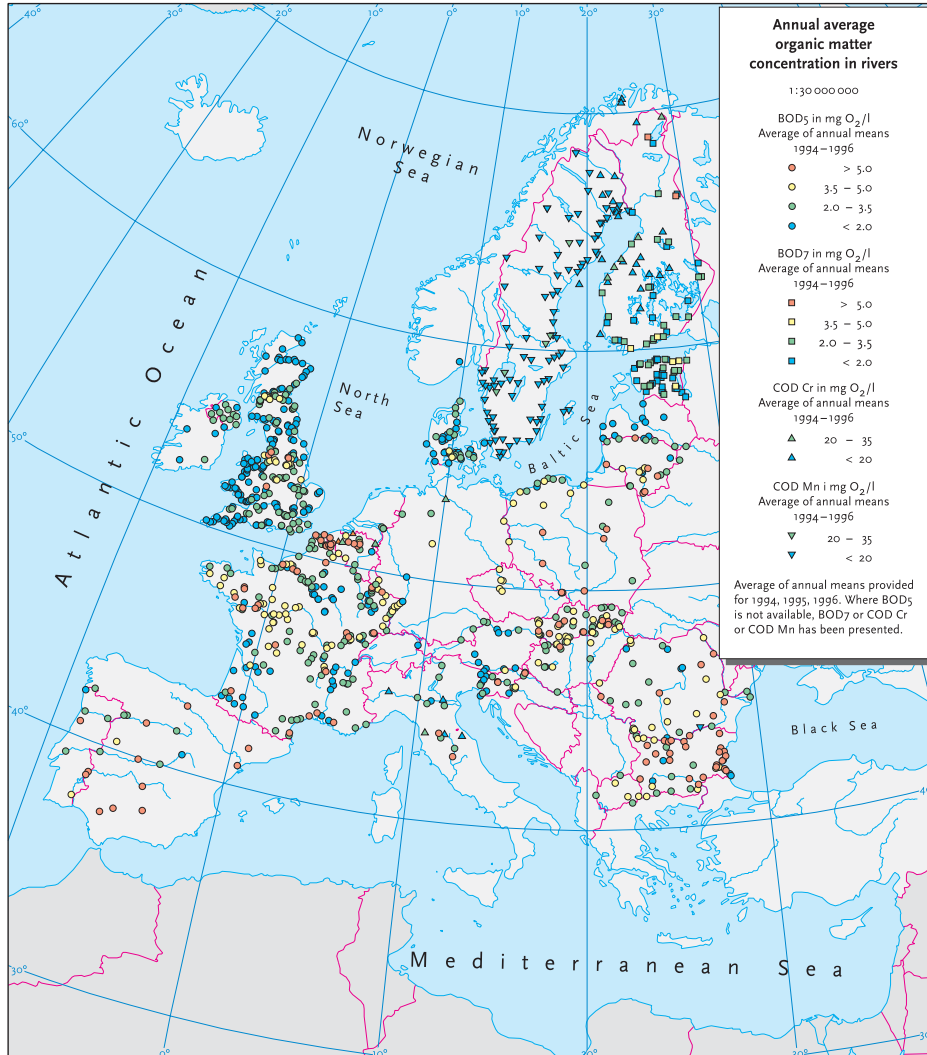 40°
30°
20°
10°
0°
10°
20°
30°
60°
50°
40°
30°
Norwegian
Sea
Atlantic Ocean
North
Sea
Baltic Sea
Black Sea
Mediterranean Sea
0°
10°
20°
30°
40
30
Annual average
organic matter
concentration in rivers
1:30 000 000
BOD5 in mg O2/l
Average of annual means
1994–1996
> 5.0
3.5 – 5.0
2.0 – 3.5
< 2.0
BOD7 in mg O2/l
Average of annual means
1994–1996
> 5.0
3.5 – 5.0
2.0 – 3.5
< 2.0
COD Cr in mg O2/l
Average of annual means
1994–1996
20 – 35
< 20
COD Mn i mg O2/l
Average of annual means
1994–1996
20 – 35
< 20
Average of annual means provided
for 1994, 1995, 1996. Where BOD5
is not available, BOD7 or COD Cr
or COD Mn has been presented.